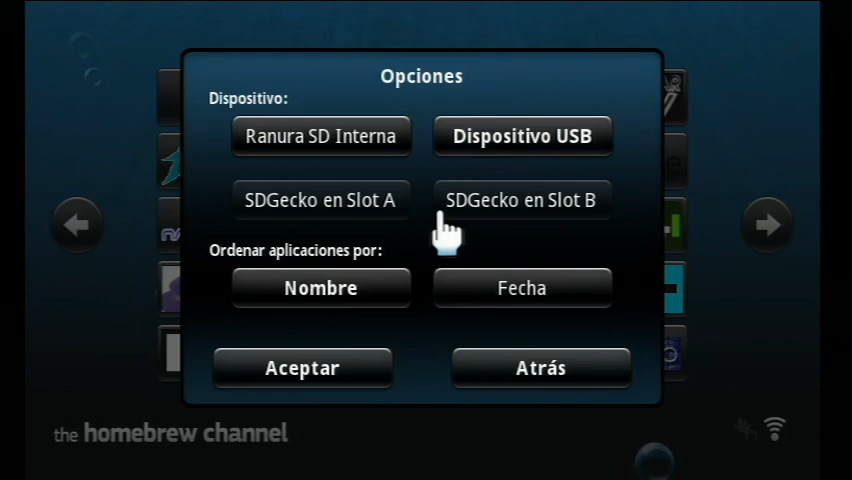 Opciones
Dispositivo:
Ranura SD Interna
Dispositivo USB
SDGecko en Slot A
SDGecko en Slot B
Ordenar aplicaciones por:
Nombre
Fecha
Aceptar
Atrás
the homebrew channel